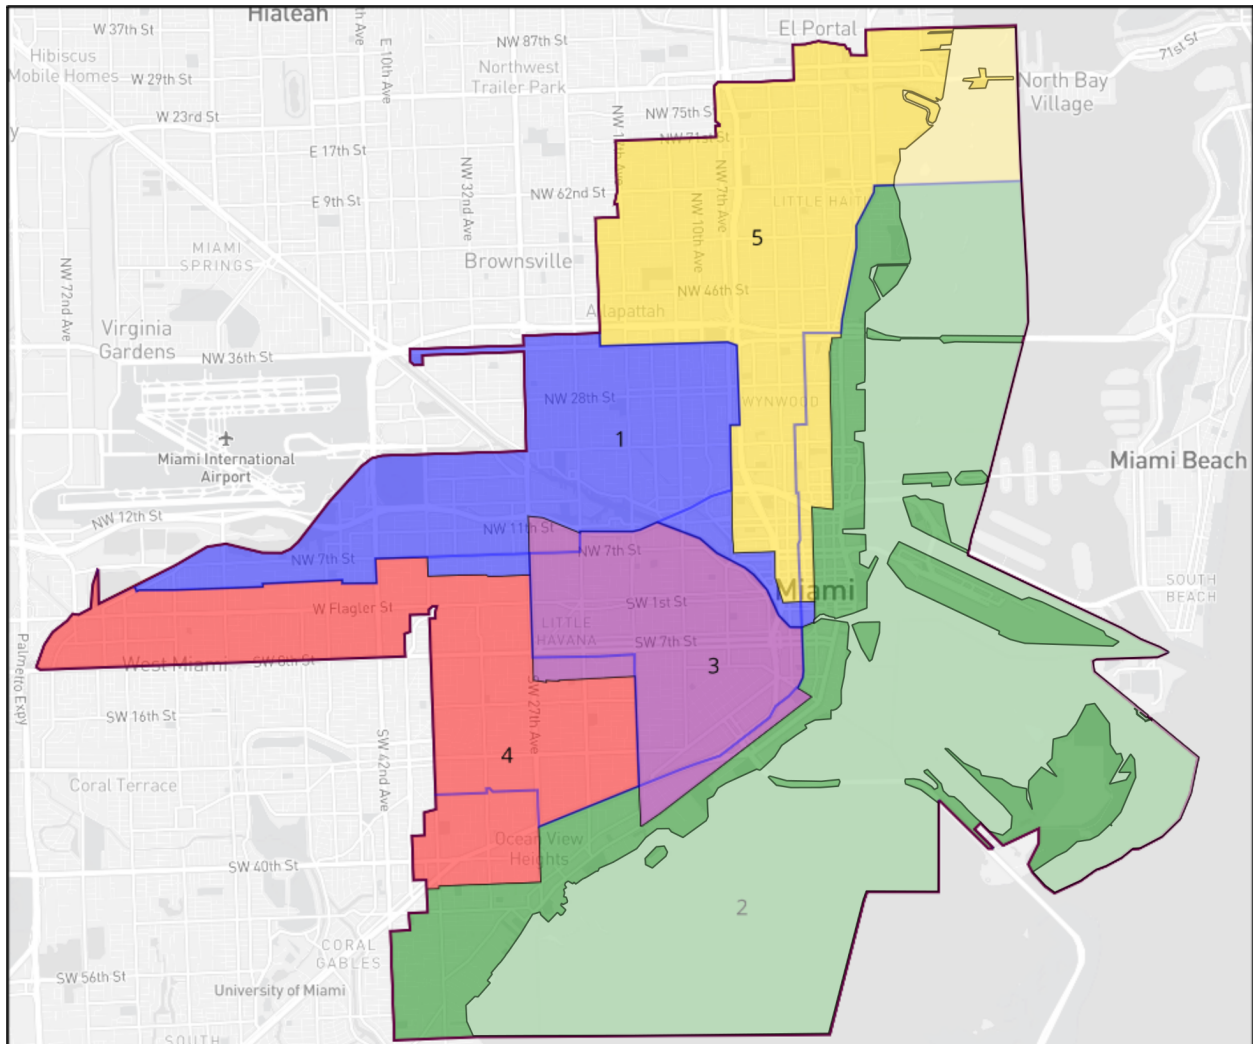 Hialeah
W 37th St
El Portal
NW 87th St
71st St
Hibiscus
Mobile Homes
E 10th Ave
Northwest
Trailer Park
W 29th St
North Bay
Village
W 23rd St
NW 75th S
NW 71st St
E 17th St
NW 32nd Ave
NW 7th Ave
NW 62nd St
E 9th St
LITTLE HAITI
NW 10th Ave
MIAMI
SPRINGS
5
Brownsville
NW 72nd Ave
NW 46th St
Allapattah
Virginia
Gardens
NW 36th St
NW 28th St
WYNWOOD
1
Miami International
Airport
Miami Beach
NW 12th St
NW 11th St
NW 7th St
NW 7th St
Miami
SOUTH
BEACH
W Flagler St
SW 1st St
LITTLE
HAVANA
SW 7th St
West Miami
SW 8th St
3
Palmetto Expy
SW 27th Ave
SW 16th St
SW 42nd Ave
4
Coral Terrace
Ocean View
Heights
SW 40th St
2
CORAL
GABLES
SW 56th St
University of Miami
SOUTH